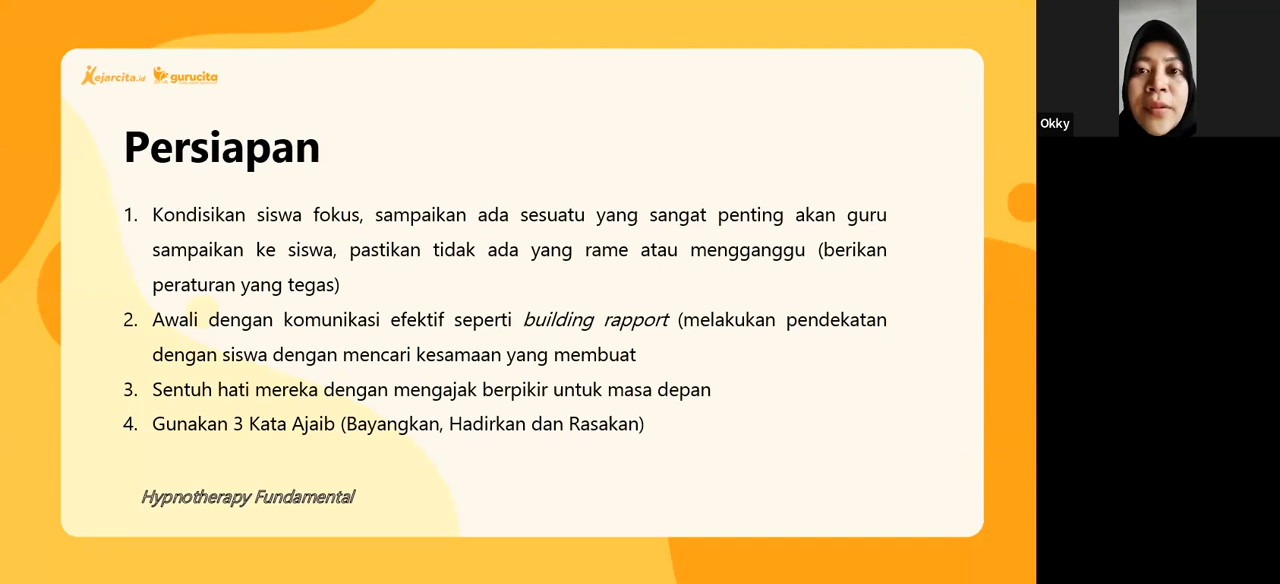 kejarcita.id gurucita
Persiapan
1. Kondisikan siswa fokus, sampaikan ada sesuatu yang sangat penting akan guru
sampaikan ke siswa, pastikan tidak ada yang rame atau mengganggu (berikan
peraturan yang tegas)
2. Awali dengan komunikasi efektif seperti building rapport (melakukan pendekatan
dengan siswa dengan mencari kesamaan yang membuat
3. Sentuh hati mereka dengan mengajak berpikir untuk masa depan
4. Gunakan 3 Kata Ajaib (Bayangkan, Hadirkan dan Rasakan)
Hypnotherapy Fundamental
Okky